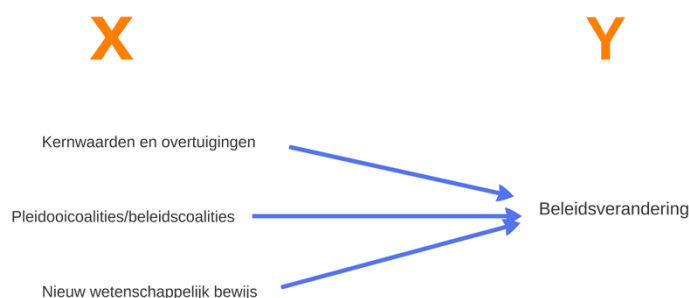 X
Y
Kernwaarden en overtuigingen
Pleidooicoalities/beleidscoalities
Beleidsverandering
Nieuw wetenschappelijk bewijs